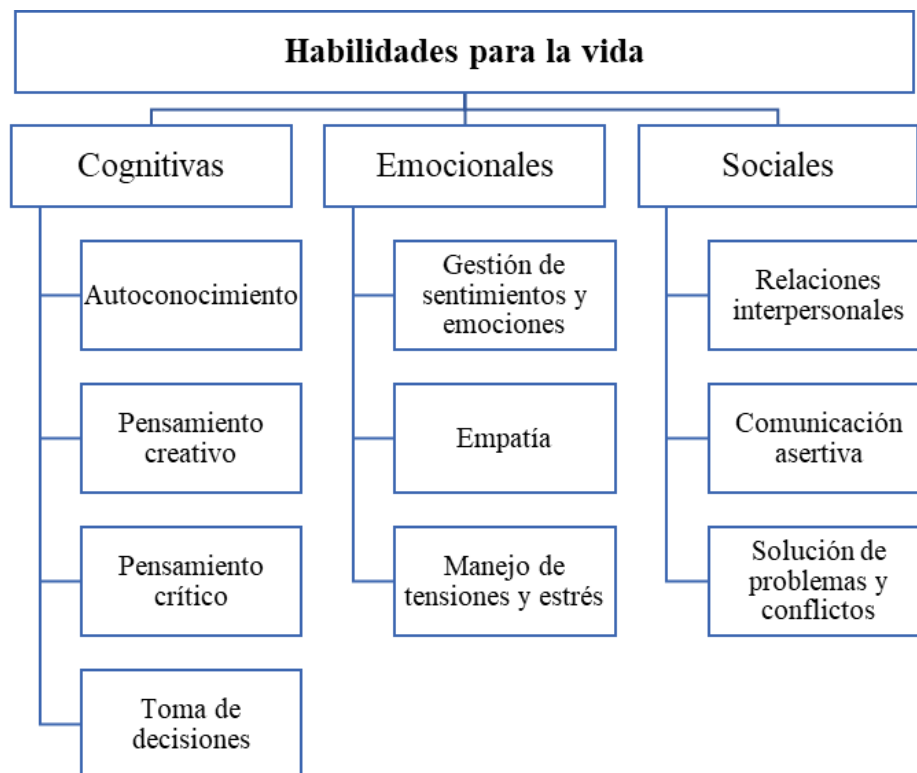 Habilidades para la vida
Cognitivas
Emocionales
Sociales
Autoconocimiento
Pensamiento
creativo
Pensamiento
crítico
Toma de
decisiones
Gestión de
sentimientos y
emociones
Empatía
Manejo de
tensiones y estrés
Relaciones
interpersonales
Comunicación
asertiva
Solución de
problemas y
conflictos